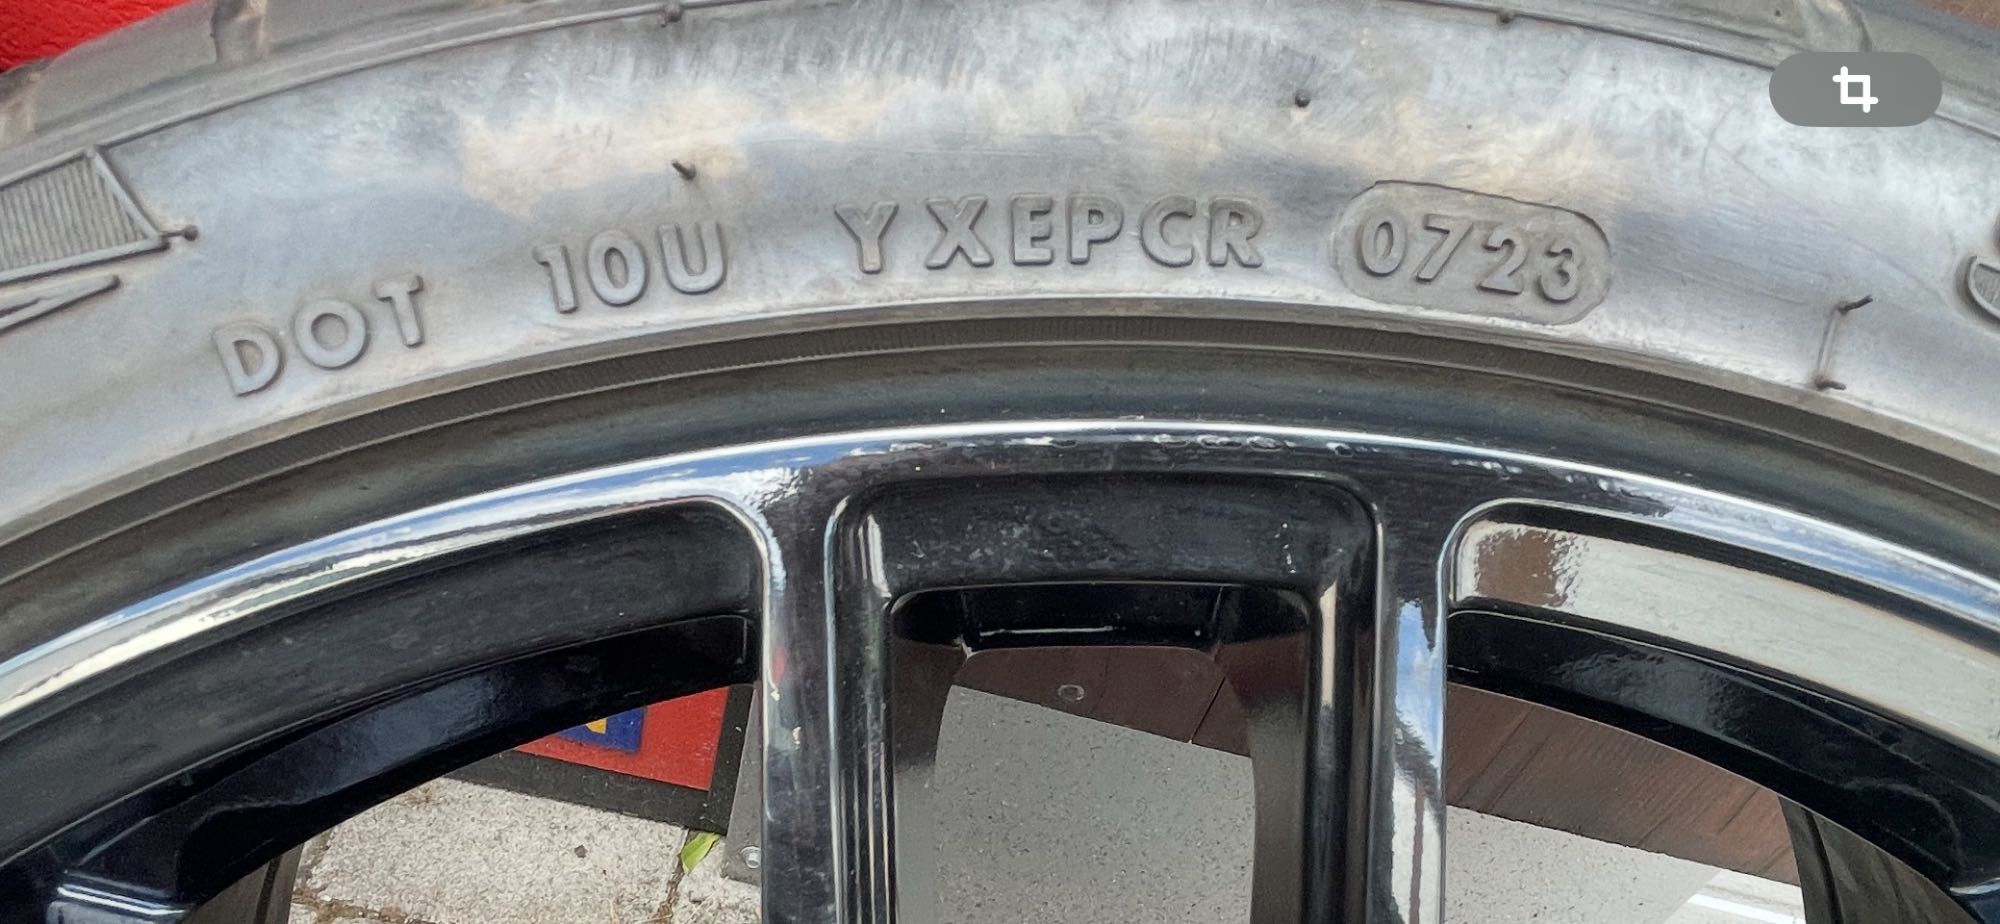 DOT 10U YXEPCR 0723